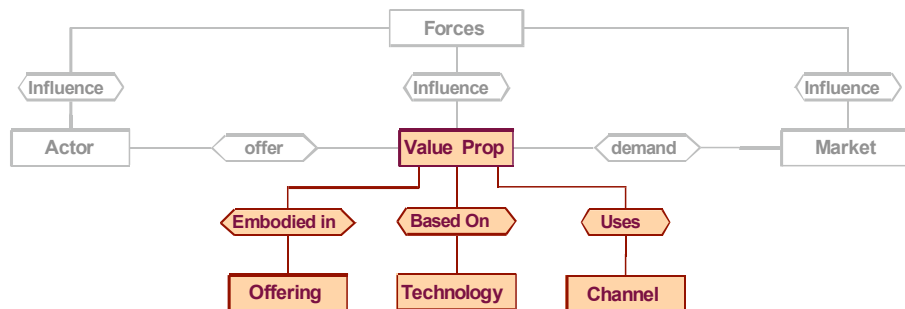 Forces
Influence
Influence
Influence
Actor
offer
Value Prop
demand
Market
Embodied in
Based On
Uses
Offering
Technology
Channel